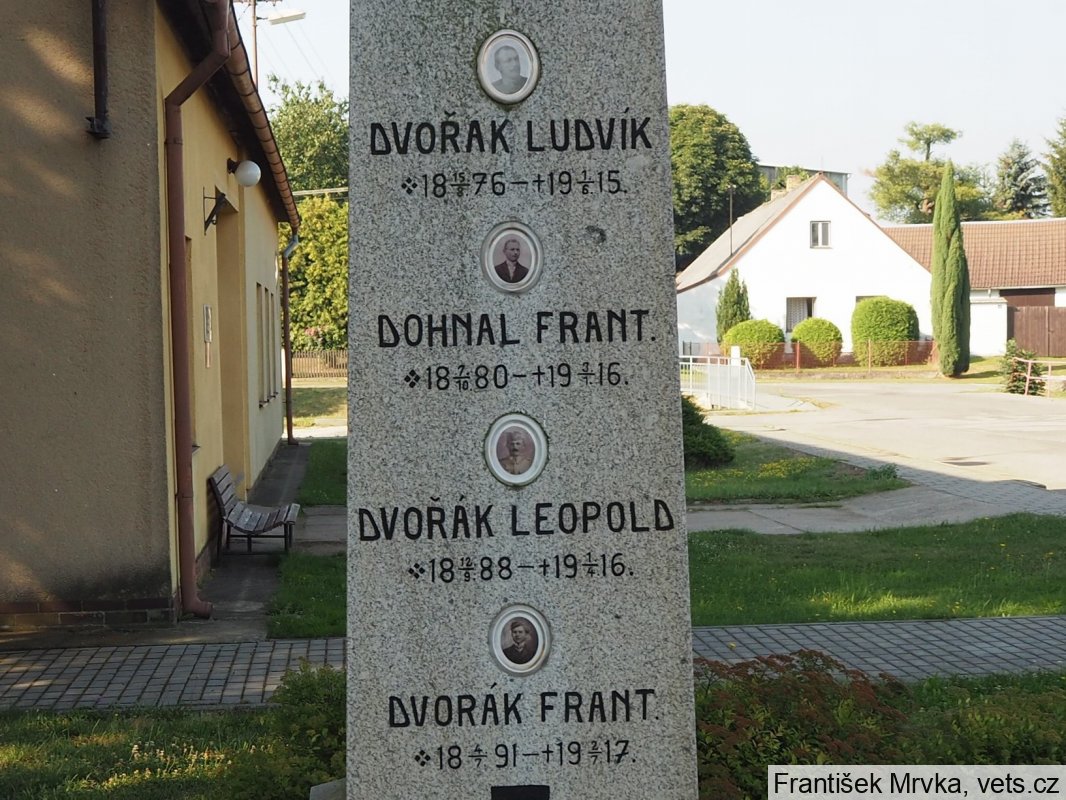 DVOŘAK LUDVÍK
❖18 15/8 76–†19 1/6 15.
DOHNAL FRANT.
❖18 7/10 80–†19 3/7 16.
DVOŘÁK LEOPOLD
❖18 12/9 88–†19 1/4 16.
DVORÁK FRANT.
❖18 4/7 91–†19 2/7 17.
František Mrvka, vets.cz